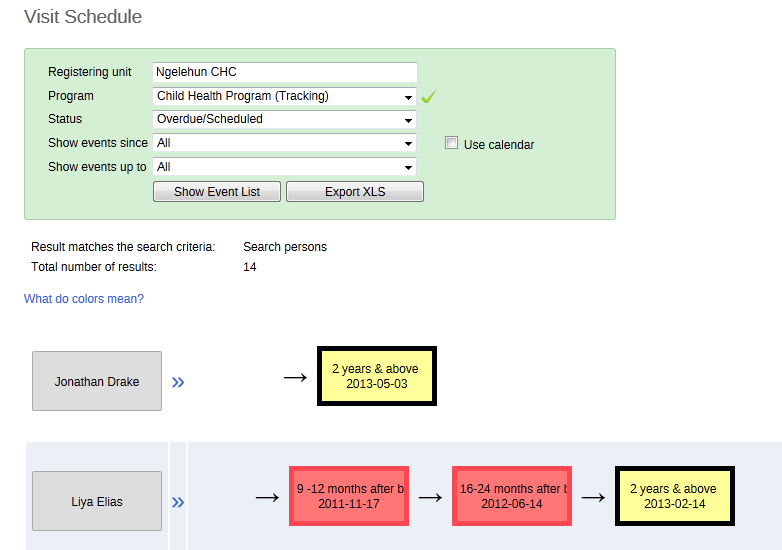 Visit Schedule
Registering unit Ngelehun CHC
Program Child Health Program (Tracking)
Status Overdue/Scheduled
Show events since All Use calendar
Show events up to All
Show Event List Export XLS
Result matches the search criteria: Search persons
Total number of results: 14
What do colors mean?
Jonathan Drake » → 2 years & above
2013-05-03
Liya Elias » → 9 -12 months after b → 16-24 months after b → 2 years & above
2011-11-17 2012-06-14 2013-02-14